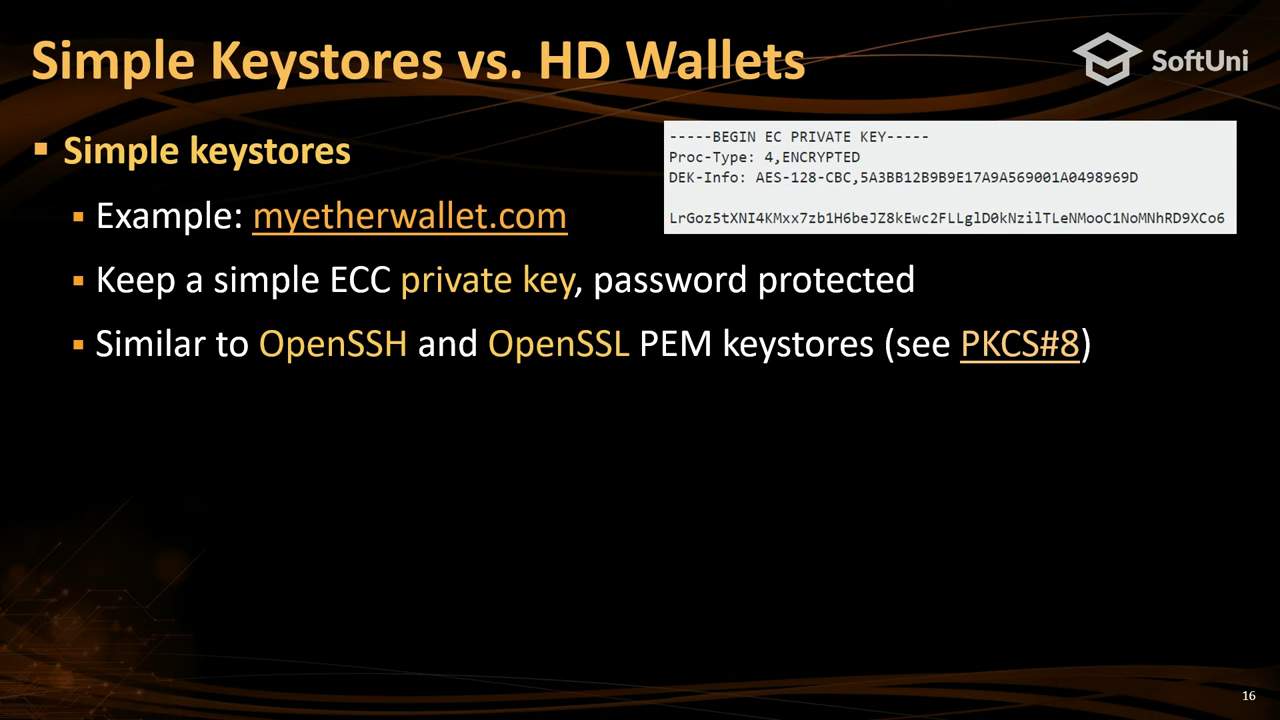 Simple Keystores vs. HD Wallets
SoftUni
▪ Simple keystores
-----BEGIN EC PRIVATE KEY-----
Proc-Type: 4,ENCRYPTED
DEK-Info: AES-128-CBC,5A3BB12B9B9E17A9A569001A0498969D
LrGoz5tXNI4KMxx7zb1H6beJZ8kEwc2FLLglD0kNzilTLeNMooC1NoMNhRD9XCo6
▪ Example: myetherwallet.com
▪ Keep a simple ECC private key, password protected
▪ Similar to OpenSSH and OpenSSL PEM keystores (see PKCS#8)
16